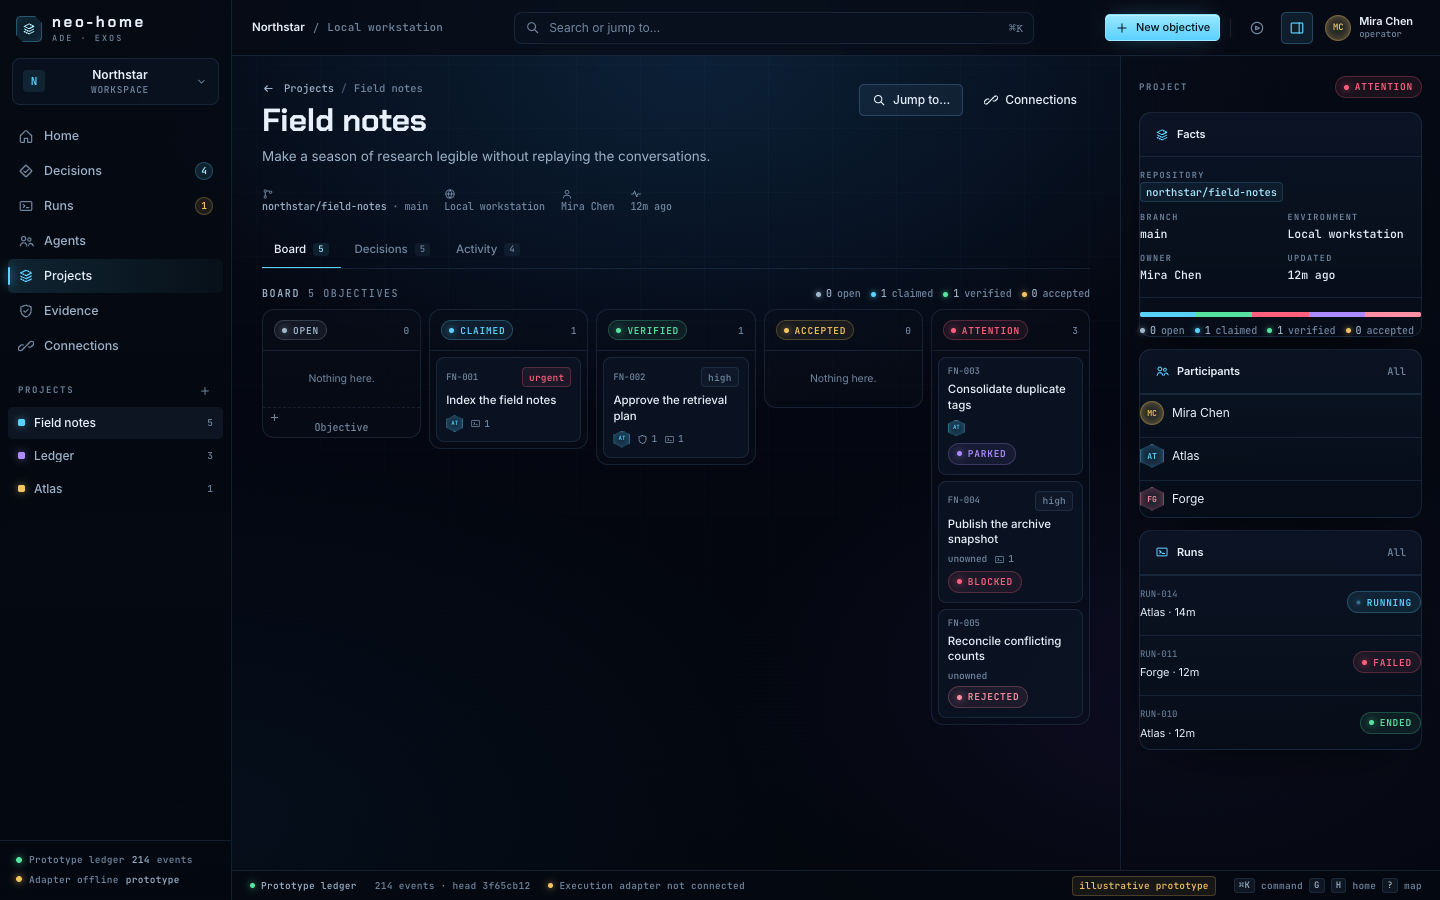 neo-home
ADE · EXOS
N
Northstar
WORKSPACE
Home
Decisions 4
Runs 1
Agents
Projects
Evidence
Connections
PROJECTS +
Field notes 5
Ledger 3
Atlas 1
Prototype ledger 214 events
Adapter offline prototype
Northstar / Local workstation
Search or jump to... ⌘K
+ New objective
MC
Mira Chen
operator
← Projects / Field notes
Field notes
Make a season of research legible without replaying the conversations.
Jump to...
Connections
northstar/field-notes · main
Local workstation
Mira Chen
12m ago
Board 5
Decisions 5
Activity 4
BOARD 5 OBJECTIVES
0 open 1 claimed 1 verified 0 accepted
OPEN 0
Nothing here.
+
Objective
CLAIMED 1
FN-001 urgent
Index the field notes
AT 1
VERIFIED 1
FN-002 high
Approve the retrieval
plan
AT 1 1
ACCEPTED 0
Nothing here.
ATTENTION 3
FN-003
Consolidate duplicate
tags
AT
PARKED
FN-004 high
Publish the archive
snapshot
unowned 1
BLOCKED
FN-005
Reconcile conflicting
counts
unowned
REJECTED
PROJECT ATTENTION
Facts
REPOSITORY
northstar/field-notes
BRANCH ENVIRONMENT
main Local workstation
OWNER UPDATED
Mira Chen 12m ago
0 open 1 claimed 1 verified 0 accepted
Participants All
MC Mira Chen
AT Atlas
FG Forge
Runs All
RUN-014
Atlas · 14m
RUNNING
RUN-011
Forge · 12m
FAILED
RUN-010
Atlas · 12m
ENDED
Prototype ledger 214 events · head 3f65cb12 Execution adapter not connected
illustrative prototype
⌘K command G H home ? map